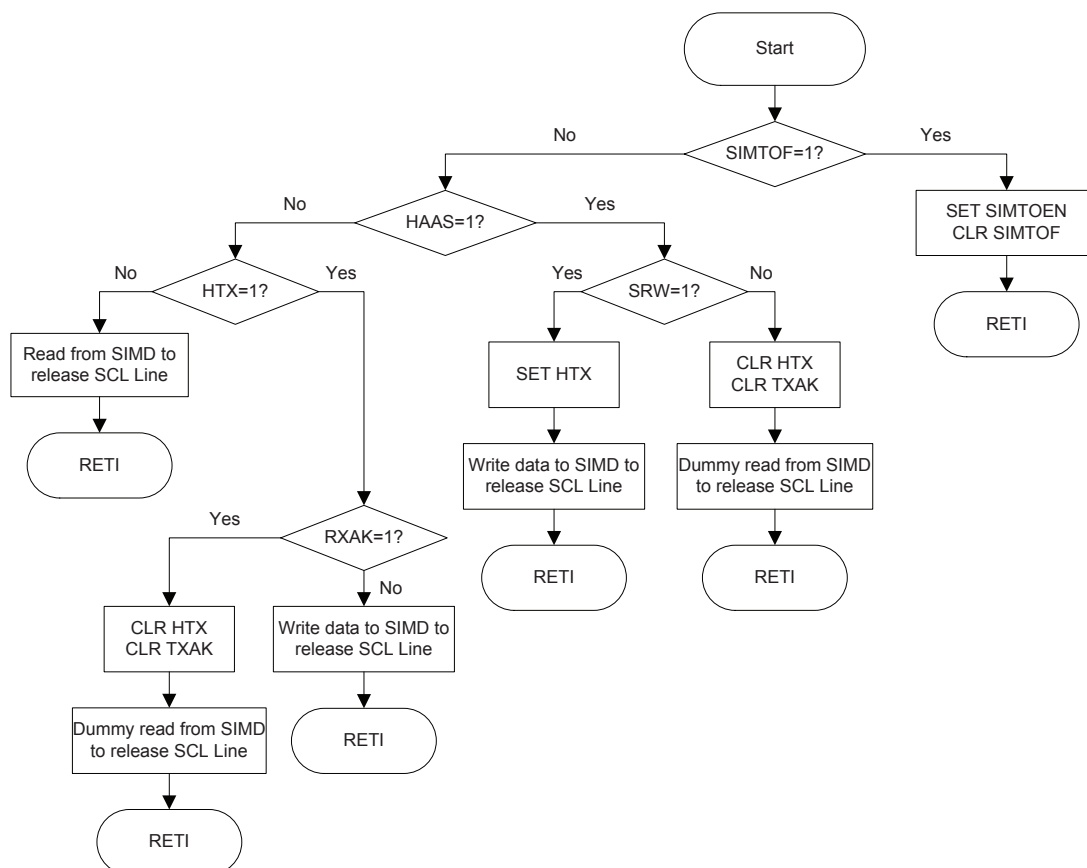 Start
No
Yes
SIMTOF=1?
No
Yes
HAAS=1?
SET SIMTOEN
CLR SIMTOF
No
Yes
Yes
No
HTX=1?
SRW=1?
RETI
Read from SIMD to
release SCL Line
SET HTX
CLR HTX
CLR TXAK
RETI
Write data to SIMD to
release SCL Line
Dummy read from SIMD
to release SCL Line
Yes
RXAK=1?
RETI
RETI
No
CLR HTX
CLR TXAK
Write data to SIMD to
release SCL Line
Dummy read from SIMD
to release SCL Line
RETI
RETI